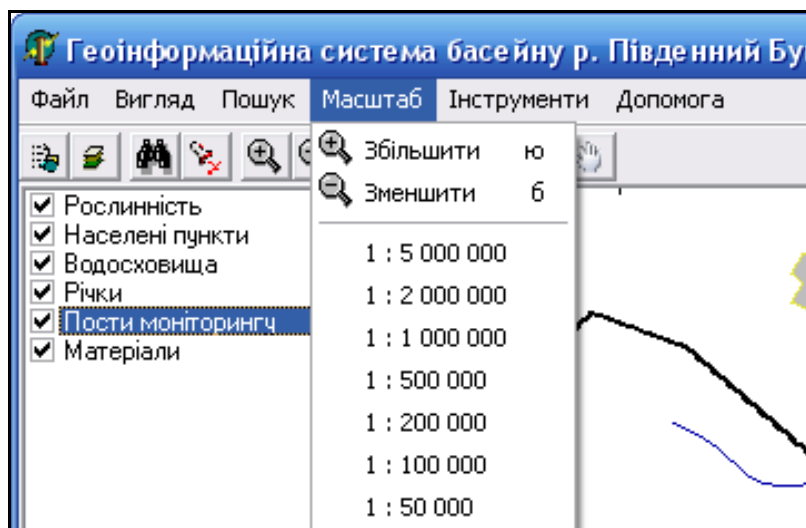 Геоінформаційна система басейну р. Південний Бу
Файл Вигляд Пошук Масштаб Інструменти Допомога
Збільшити ю
Зменшити б
1 : 5 000 000
1 : 2 000 000
1 : 1 000 000
1 : 500 000
1 : 200 000
1 : 100 000
1 : 50 000
Рослинність
Населені пункти
Водосховища
Річки
Пости моніторингу
Матеріали